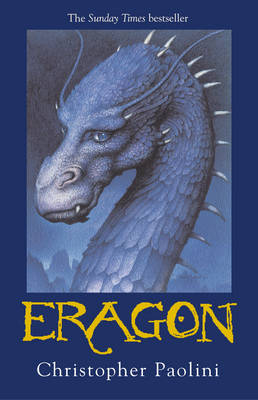 The Sunday Times bestseller
ERAGON
Christopher Paolini